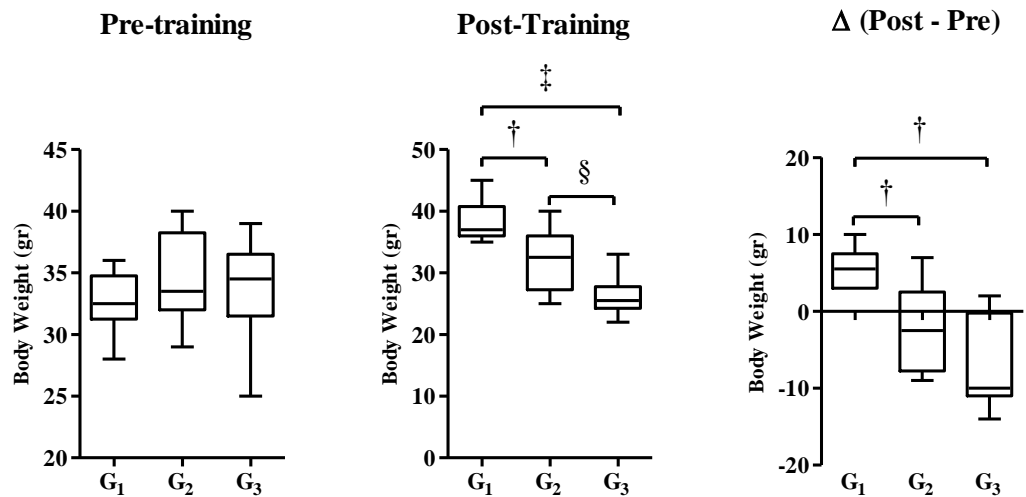 Pre-training
Body Weight (gr)
45
40
35
30
25
20
G1 G2 G3
Post-Training
‡
†
§
Body Weight (gr)
50
40
30
20
10
0
G1 G2 G3
Δ (Post - Pre)
†
†
Body Weight (gr)
20
10
0
-10
-20
G1 G2 G3